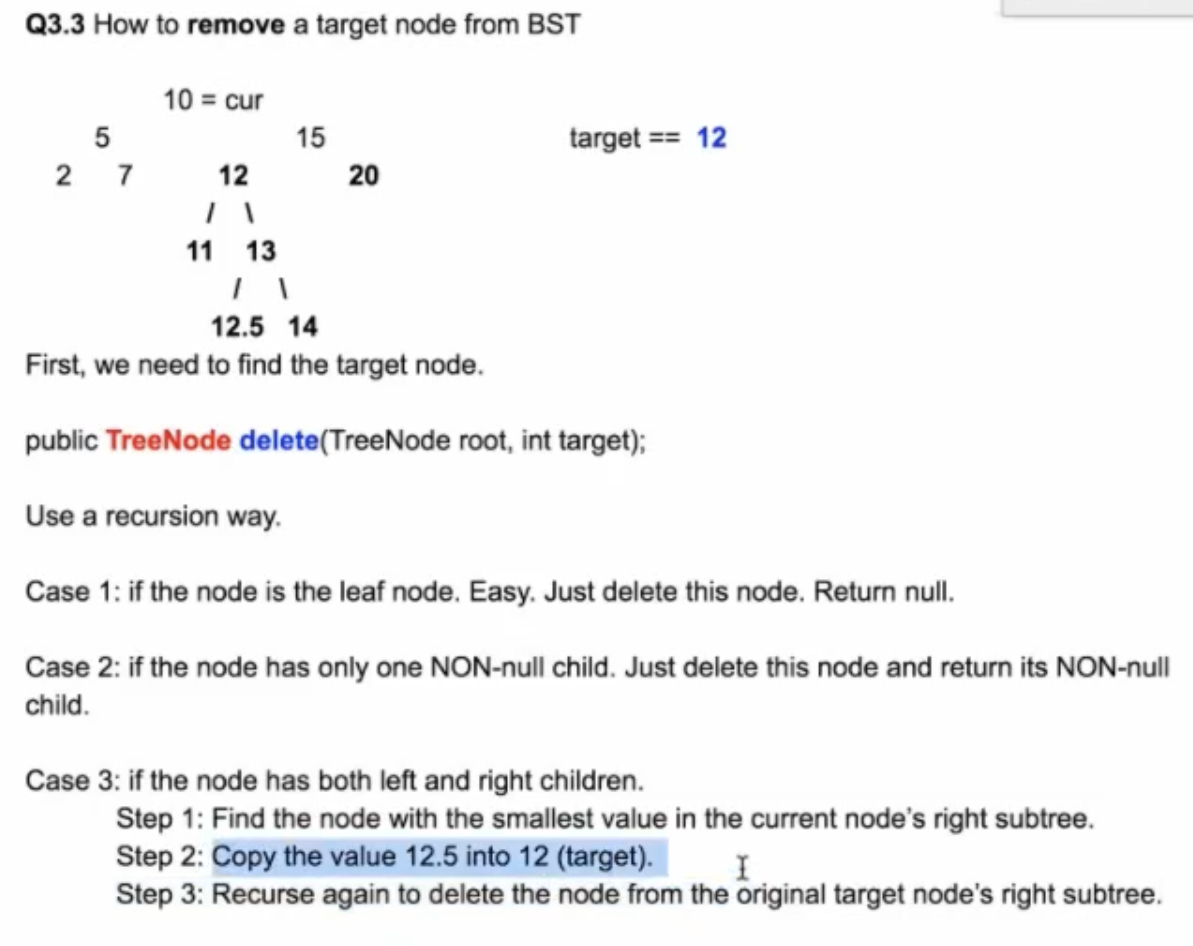 Q3.3 How to remove a target node from BST
10 = cur
5 15 target == 12
2 7 12 20
/ \
11 13
/ \
12.5 14
First, we need to find the target node.
public TreeNode delete(TreeNode root, int target);
Use a recursion way.
Case 1: if the node is the leaf node. Easy. Just delete this node. Return null.
Case 2: if the node has only one NON-null child. Just delete this node and return its NON-null
child.
Case 3: if the node has both left and right children.
Step 1: Find the node with the smallest value in the current node's right subtree.
Step 2: Copy the value 12.5 into 12 (target).
Step 3: Recurse again to delete the node from the original target node's right subtree.